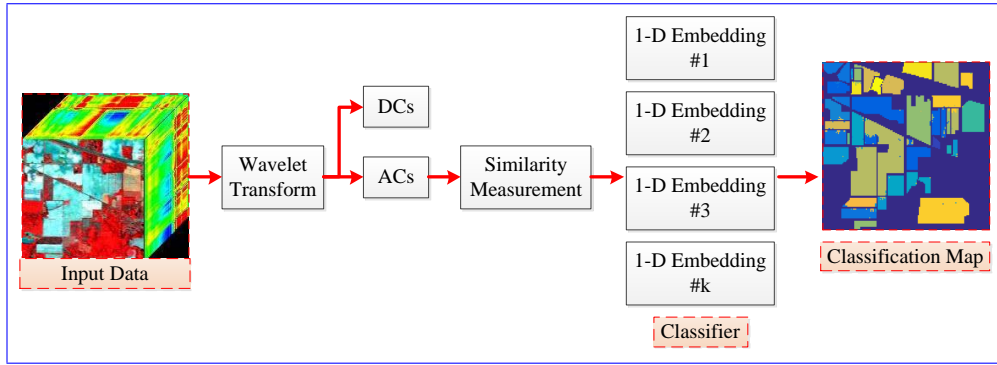 Input Data
Wavelet
Transform
DCs
ACs
Similarity
Measurement
1-D Embedding
#1
1-D Embedding
#2
1-D Embedding
#3
1-D Embedding
#k
Classifier
Classification Map